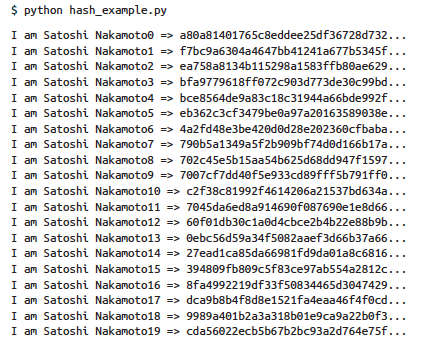 $ python hash_example.py
I am Satoshi Nakamoto0 => a80a81401765c8eddee25df36728d732...
I am Satoshi Nakamoto1 => f7bc9a6304a4647bb41241a677b5345f...
I am Satoshi Nakamoto2 => ea758a8134b115298a1583ffb80ae629...
I am Satoshi Nakamoto3 => bfa9779618ff072c903d773de30c99bd...
I am Satoshi Nakamoto4 => bce8564de9a83c18c31944a66bde992f...
I am Satoshi Nakamoto5 => eb362c3cf3479be0a97a20163589038e...
I am Satoshi Nakamoto6 => 4a2fd48e3be420d0d28e202360cfbaba...
I am Satoshi Nakamoto7 => 790b5a1349a5f2b909bf74d0d166b17a...
I am Satoshi Nakamoto8 => 702c45e5b15aa54b625d68dd947f1597...
I am Satoshi Nakamoto9 => 7007cf7dd40f5e933cd89fff5b791ff0...
I am Satoshi Nakamoto10 => c2f38c81992f4614206a21537bd634a...
I am Satoshi Nakamoto11 => 7045da6ed8a914690f087690e1e8d66...
I am Satoshi Nakamoto12 => 60f01db30c1a0d4cbce2b4b22e88b9b...
I am Satoshi Nakamoto13 => 0ebc56d59a34f5082aaef3d66b37a66...
I am Satoshi Nakamoto14 => 27ead1ca85da66981fd9da01a8c6816...
I am Satoshi Nakamoto15 => 394809fb809c5f83ce97ab554a2812c...
I am Satoshi Nakamoto16 => 8fa4992219df33f50834465d3047429...
I am Satoshi Nakamoto17 => dca9b8b4f8d8e1521fa4eaa46f4f0cd...
I am Satoshi Nakamoto18 => 9989a401b2a3a318b01e9ca9a22b0f3...
I am Satoshi Nakamoto19 => cda56022ecb5b67b2bc93a2d764e75f...